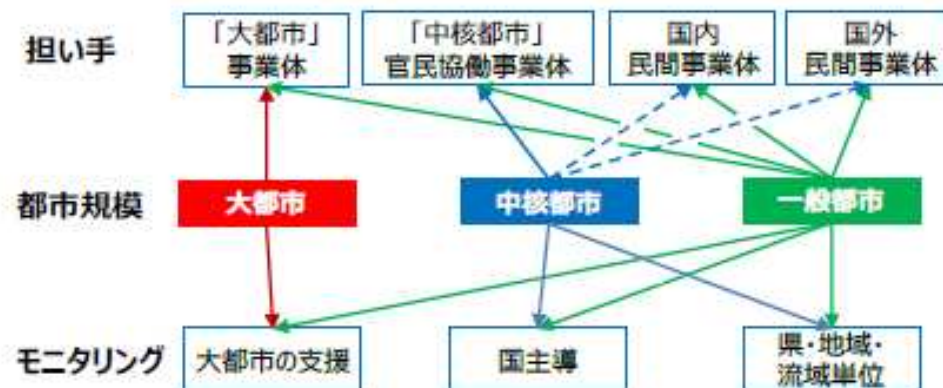 担い手
「大都市」
事業体
「中核都市」
官民協働事業体
国内
民間事業体
国外
民間事業体
都市規模
大都市
中核都市
一般都市
モニタリング
大都市の支援
国主導
県・地域・
流域単位